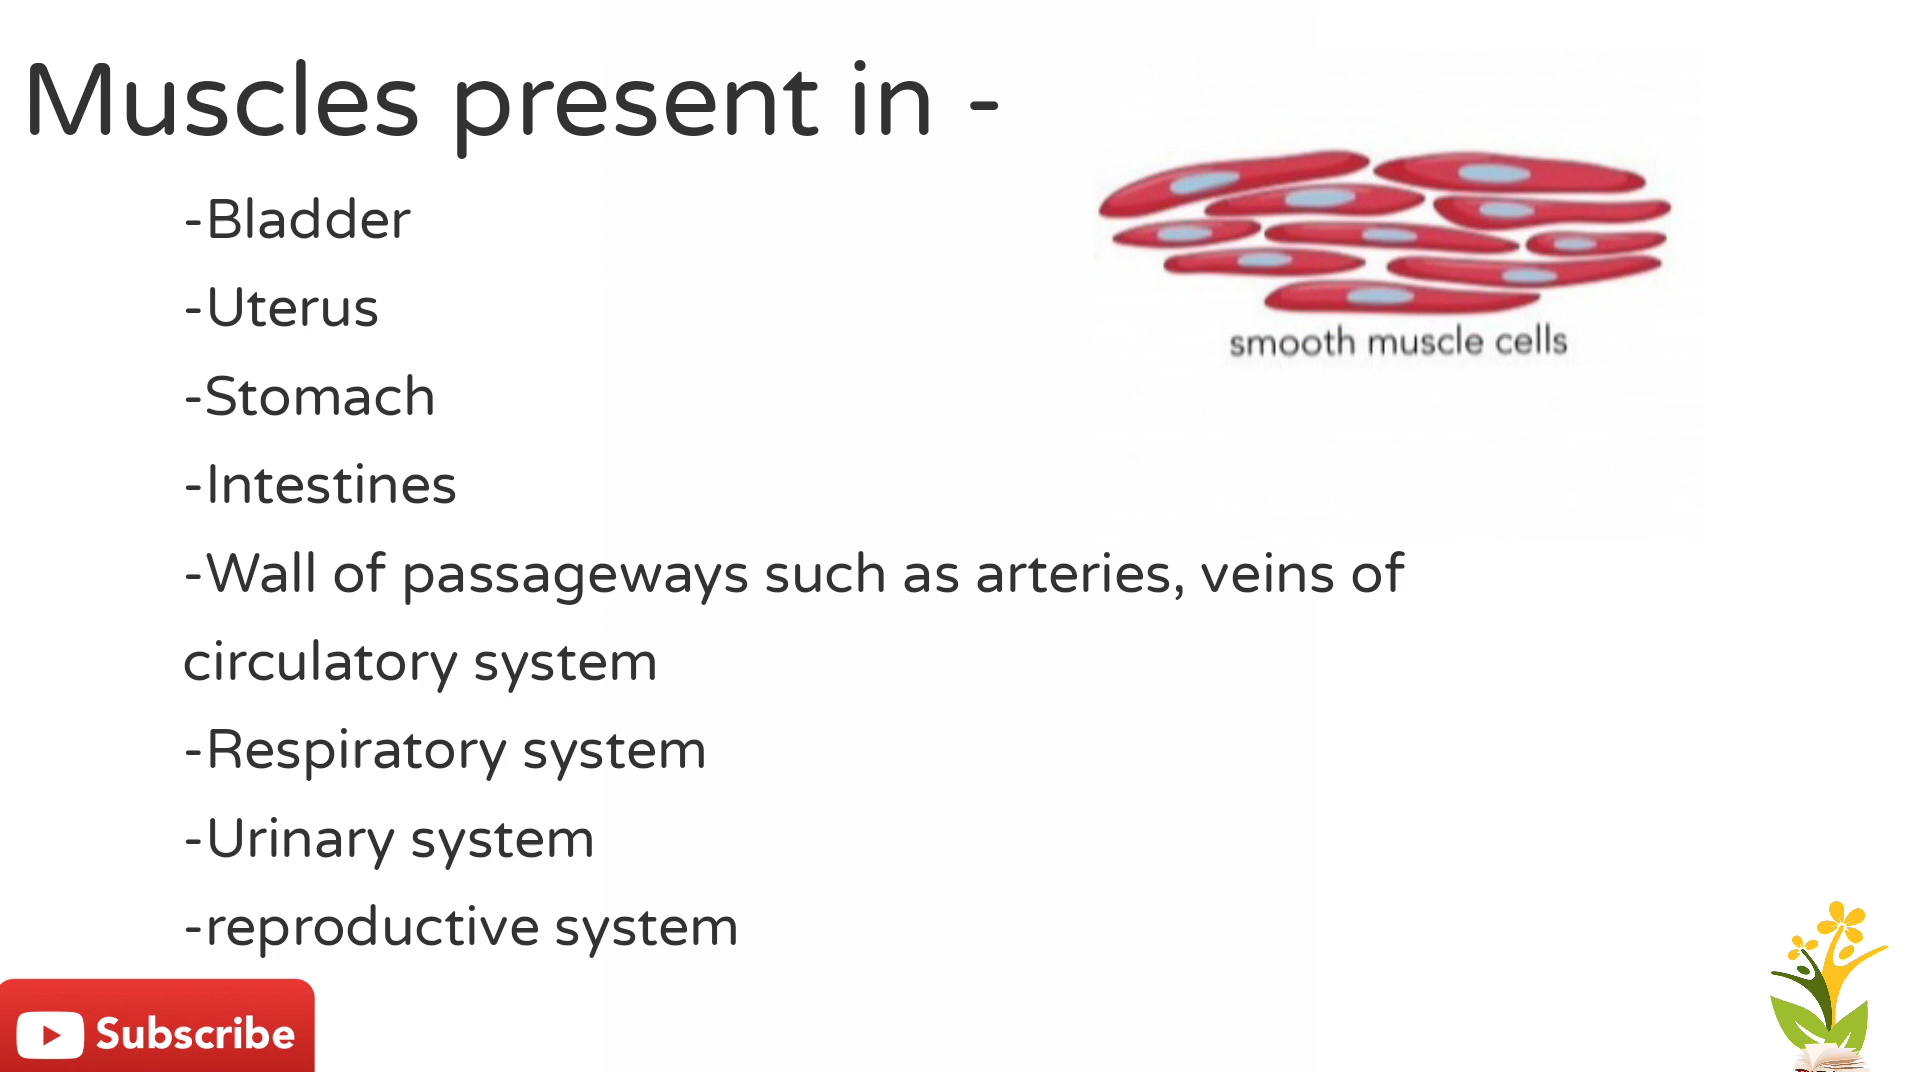 Muscles present in -
-Bladder
-Uterus
-Stomach
-Intestines
-Wall of passageways such as arteries, veins of
circulatory system
-Respiratory system
-Urinary system
-reproductive system
smooth muscle cells
Subscribe